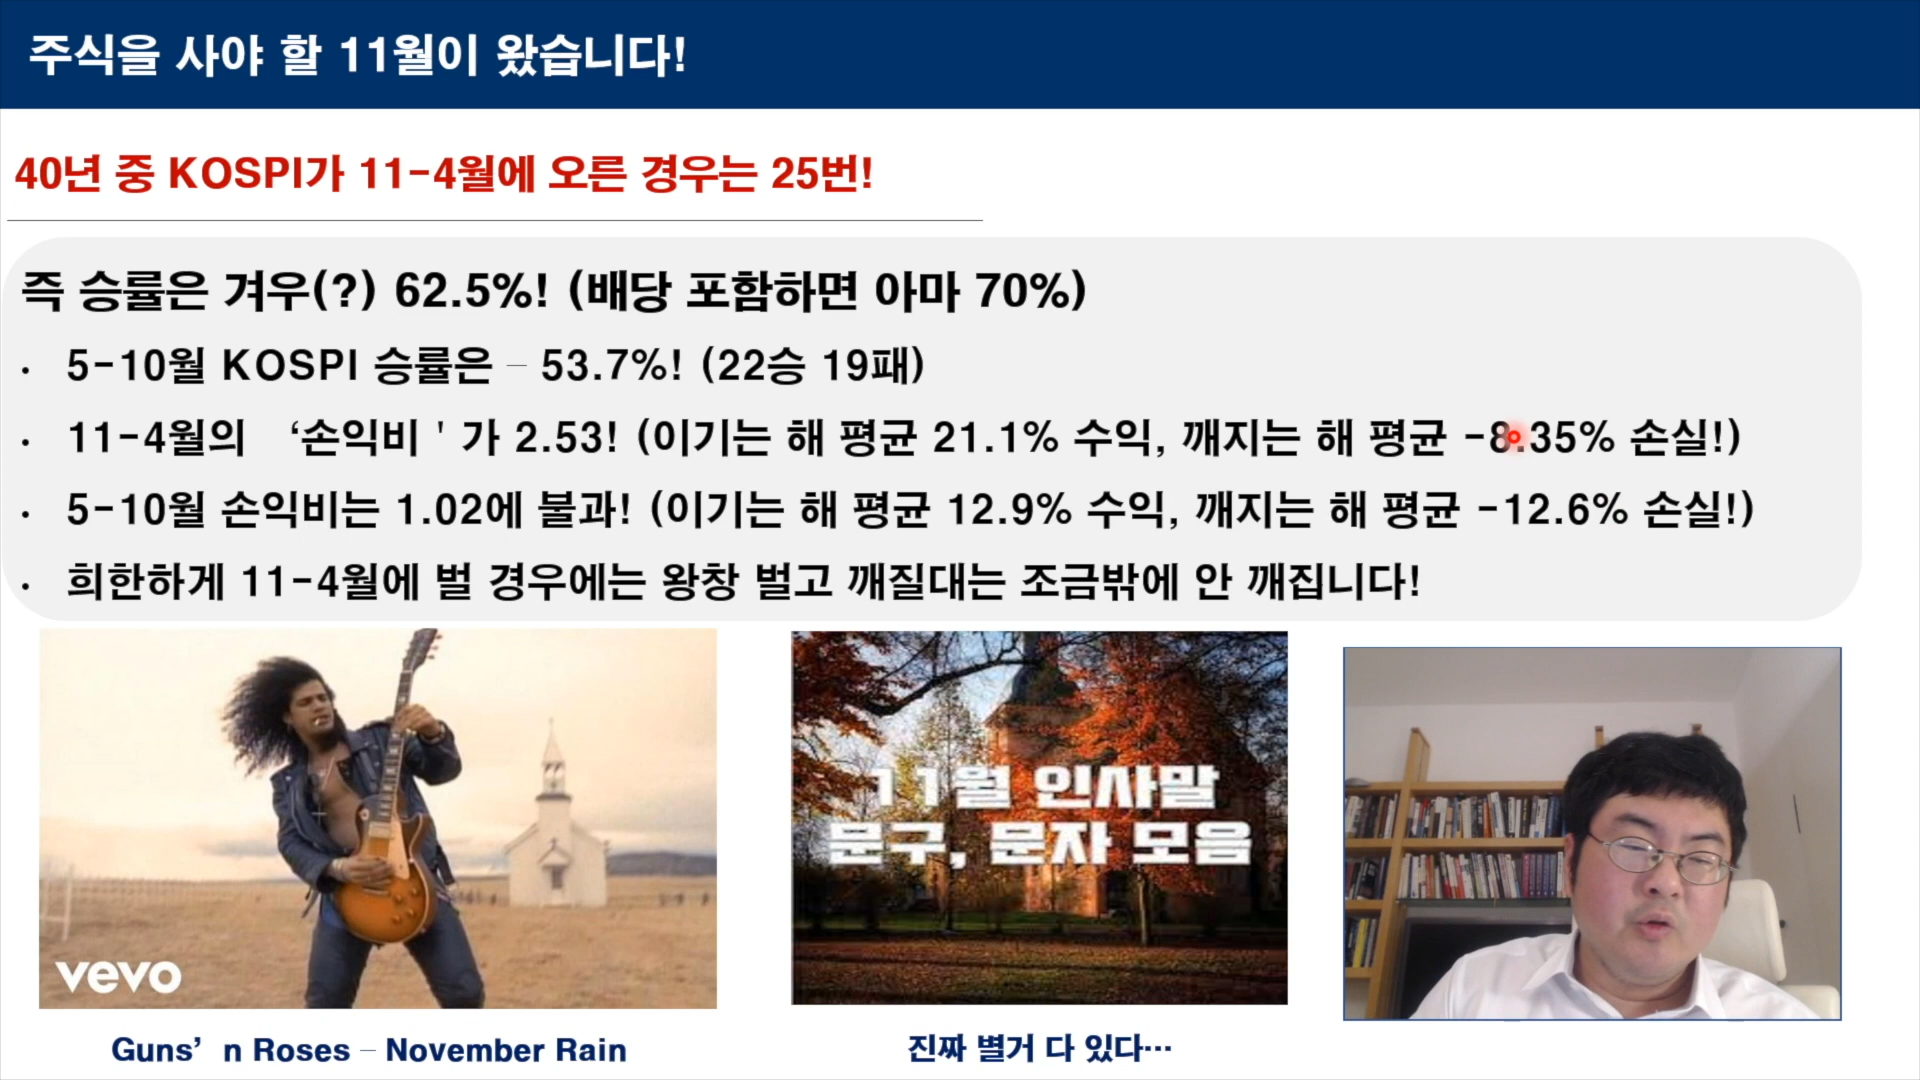 주식을 사야 할 11월이 왔습니다!
40년 중 KOSPI가 11-4월에 오른 경우는 25번!
즉 승률은 겨우(?) 62.5%! (배당 포함하면 아마 70%)
· 5-10월 KOSPI 승률은 – 53.7%! (22승 19패)
· 11-4월의 ‘손익비 ' 가 2.53! (이기는 해 평균 21.1% 수익, 깨지는 해 평균 -8.35% 손실!)
· 5-10월 손익비는 1.02에 불과! (이기는 해 평균 12.9% 수익, 깨지는 해 평균 -12.6% 손실!)
· 희한하게 11-4월에 벌 경우에는 왕창 벌고 깨질대는 조금밖에 안 깨집니다!
11월 인사말
문구, 문자 모음
vevo
Guns’ n Roses – November Rain
진짜 별거 다 있다…